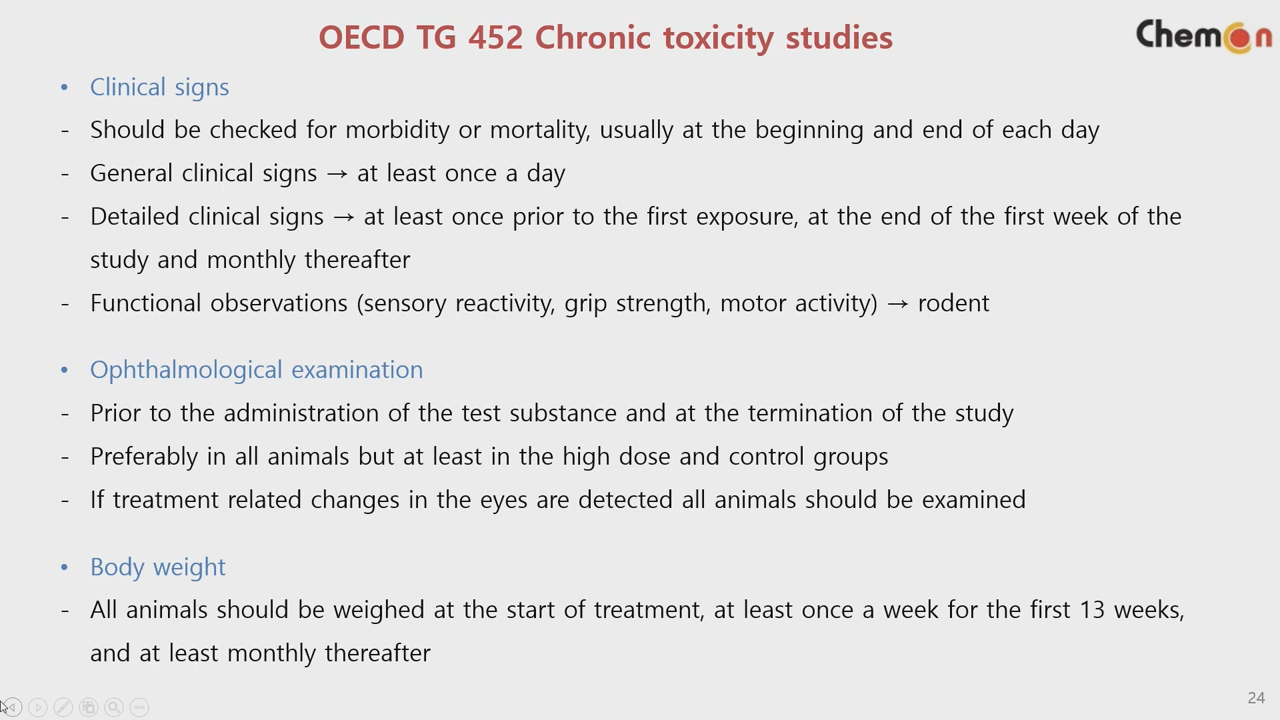 OECD TG 452 Chronic toxicity studies
ChemOn
• Clinical signs
- Should be checked for morbidity or mortality, usually at the beginning and end of each day
- General clinical signs → at least once a day
- Detailed clinical signs → at least once prior to the first exposure, at the end of the first week of the
study and monthly thereafter
- Functional observations (sensory reactivity, grip strength, motor activity) → rodent
• Ophthalmological examination
- Prior to the administration of the test substance and at the termination of the study
- Preferably in all animals but at least in the high dose and control groups
- If treatment related changes in the eyes are detected all animals should be examined
• Body weight
- All animals should be weighed at the start of treatment, at least once a week for the first 13 weeks,
and at least monthly thereafter
24